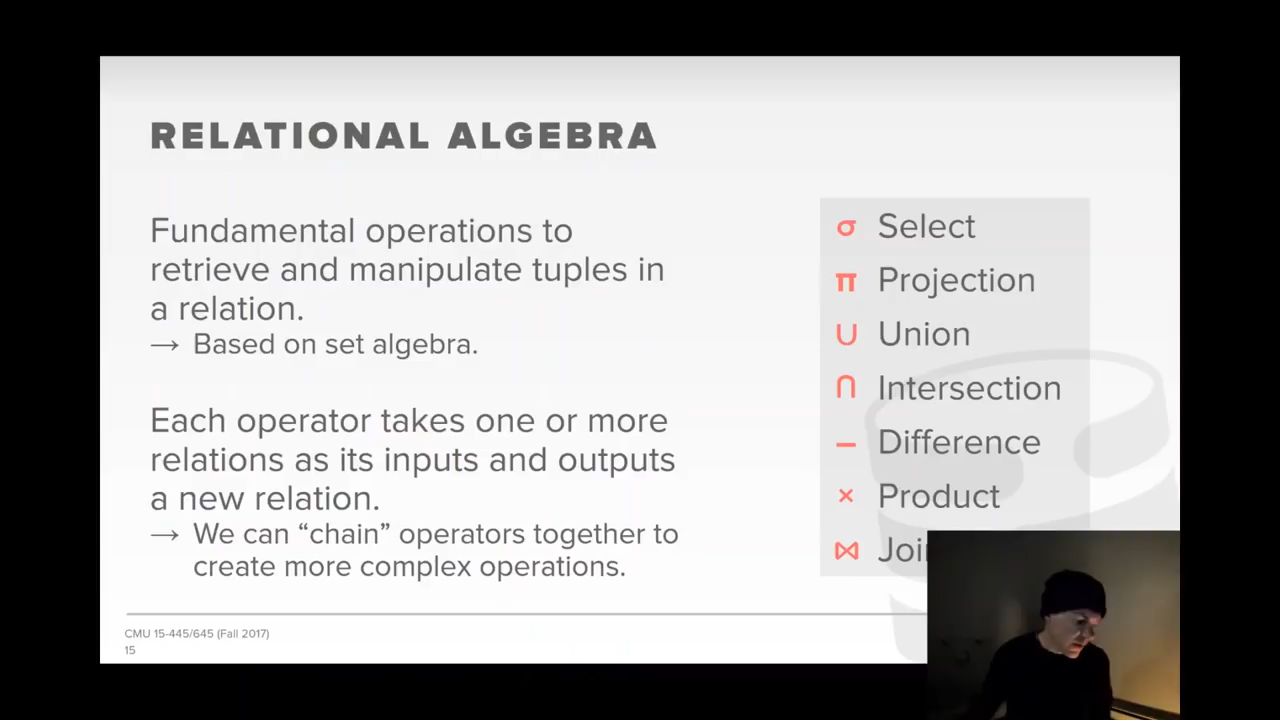 RELATIONAL ALGEBRA
Fundamental operations to
retrieve and manipulate tuples in
a relation.
→ Based on set algebra.
Each operator takes one or more
relations as its inputs and outputs
a new relation.
→ We can “chain” operators together to
create more complex operations.
σ Select
π Projection
∪ Union
∩ Intersection
– Difference
× Product
⋈
CMU 15-445/645 (Fall 2017)
15